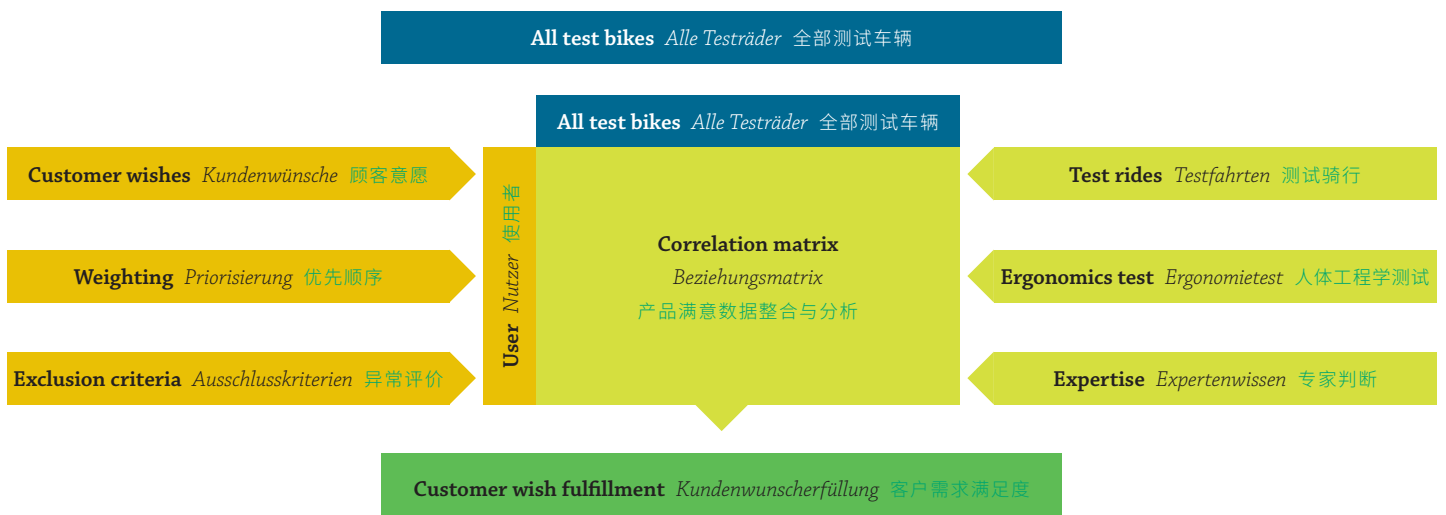 All test bikes Alle Testräder 全部测试车辆
All test bikes Alle Testräder 全部测试车辆
Customer wishes Kundenwünsche 顾客意愿
Weighting Priorisierung 优先顺序
Exclusion criteria Ausschlusskriterien 异常评价
User Nutzer 使用者
Correlation matrix
Beziehungsmatrix
产品满意数据整合与分析
Test rides Testfahrten 测试骑行
Ergonomics test Ergonomietest 人体工程学测试
Expertise Expertenwissen 专家判断
Customer wish fulfillment Kundenwunscherfüllung 客户需求满足度